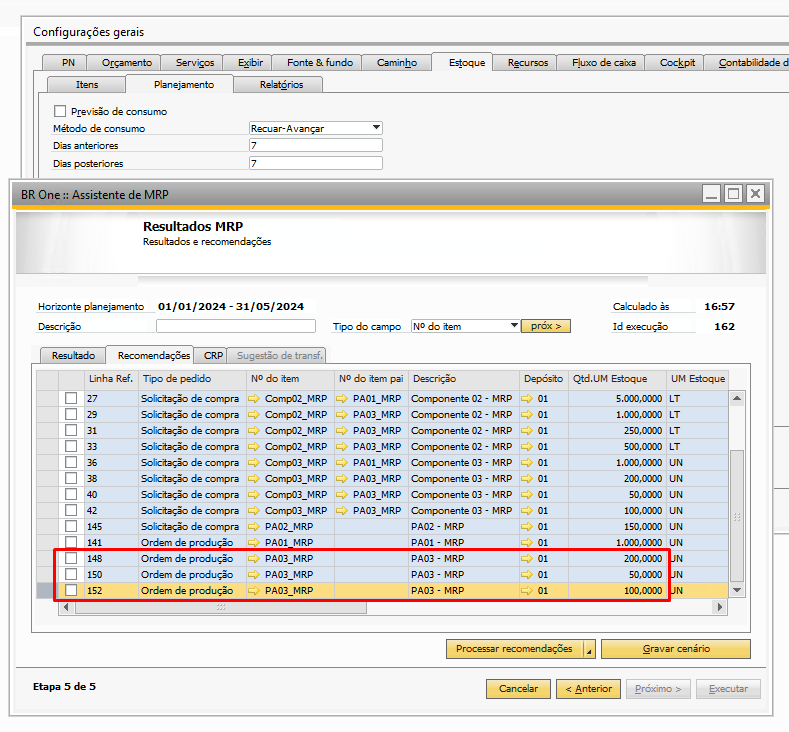 Configurações gerais
PN Orçamento Serviços Exibir Fonte & fundo Caminho Estoque Recursos Fluxo de caixa Cockpit Contabilidade d
Itens Planejamento Relatórios
Previsão de consumo
Método de consumo Recuar-Avançar
Dias anteriores 7
Dias posteriores 7
BR One :: Assistente de MRP
Resultados MRP
Resultados e recomendações
Horizonte planejamento 01/01/2024 - 31/05/2024 Calculado às 16:57
Descrição Tipo do campo Nº do item próx > Id execução 162
Resultado Recomendações CRP Sugestão de transf.
Linha Ref. Tipo de pedido Nº do item Nº do item pai Descrição Depósito Qtd.UM Estoque UM Estoque
27 Solicitação de compra Comp02_MRP PA01_MRP Componente 02 - MRP 01 5.000,0000 LT
29 Solicitação de compra Comp02_MRP PA03_MRP Componente 02 - MRP 01 1.000,0000 LT
31 Solicitação de compra Comp02_MRP PA03_MRP Componente 02 - MRP 01 250,0000 LT
33 Solicitação de compra Comp02_MRP PA03_MRP Componente 02 - MRP 01 500,0000 LT
36 Solicitação de compra Comp03_MRP PA01_MRP Componente 03 - MRP 01 1.000,0000 UN
38 Solicitação de compra Comp03_MRP PA03_MRP Componente 03 - MRP 01 200,0000 UN
40 Solicitação de compra Comp03_MRP PA03_MRP Componente 03 - MRP 01 50,0000 UN
42 Solicitação de compra Comp03_MRP PA03_MRP Componente 03 - MRP 01 100,0000 UN
145 Solicitação de compra PA02_MRP PA02 - MRP 01 150,0000 UN
141 Ordem de produção PA01_MRP PA01 - MRP 01 1.000,0000 UN
148 Ordem de produção PA03_MRP PA03 - MRP 01 200,0000 UN
150 Ordem de produção PA03_MRP PA03 - MRP 01 50,0000 UN
152 Ordem de produção PA03_MRP PA03 - MRP 01 100,0000 UN
Processar recomendações Gravar cenário
Etapa 5 de 5 Cancelar < Anterior Próximo > Executar